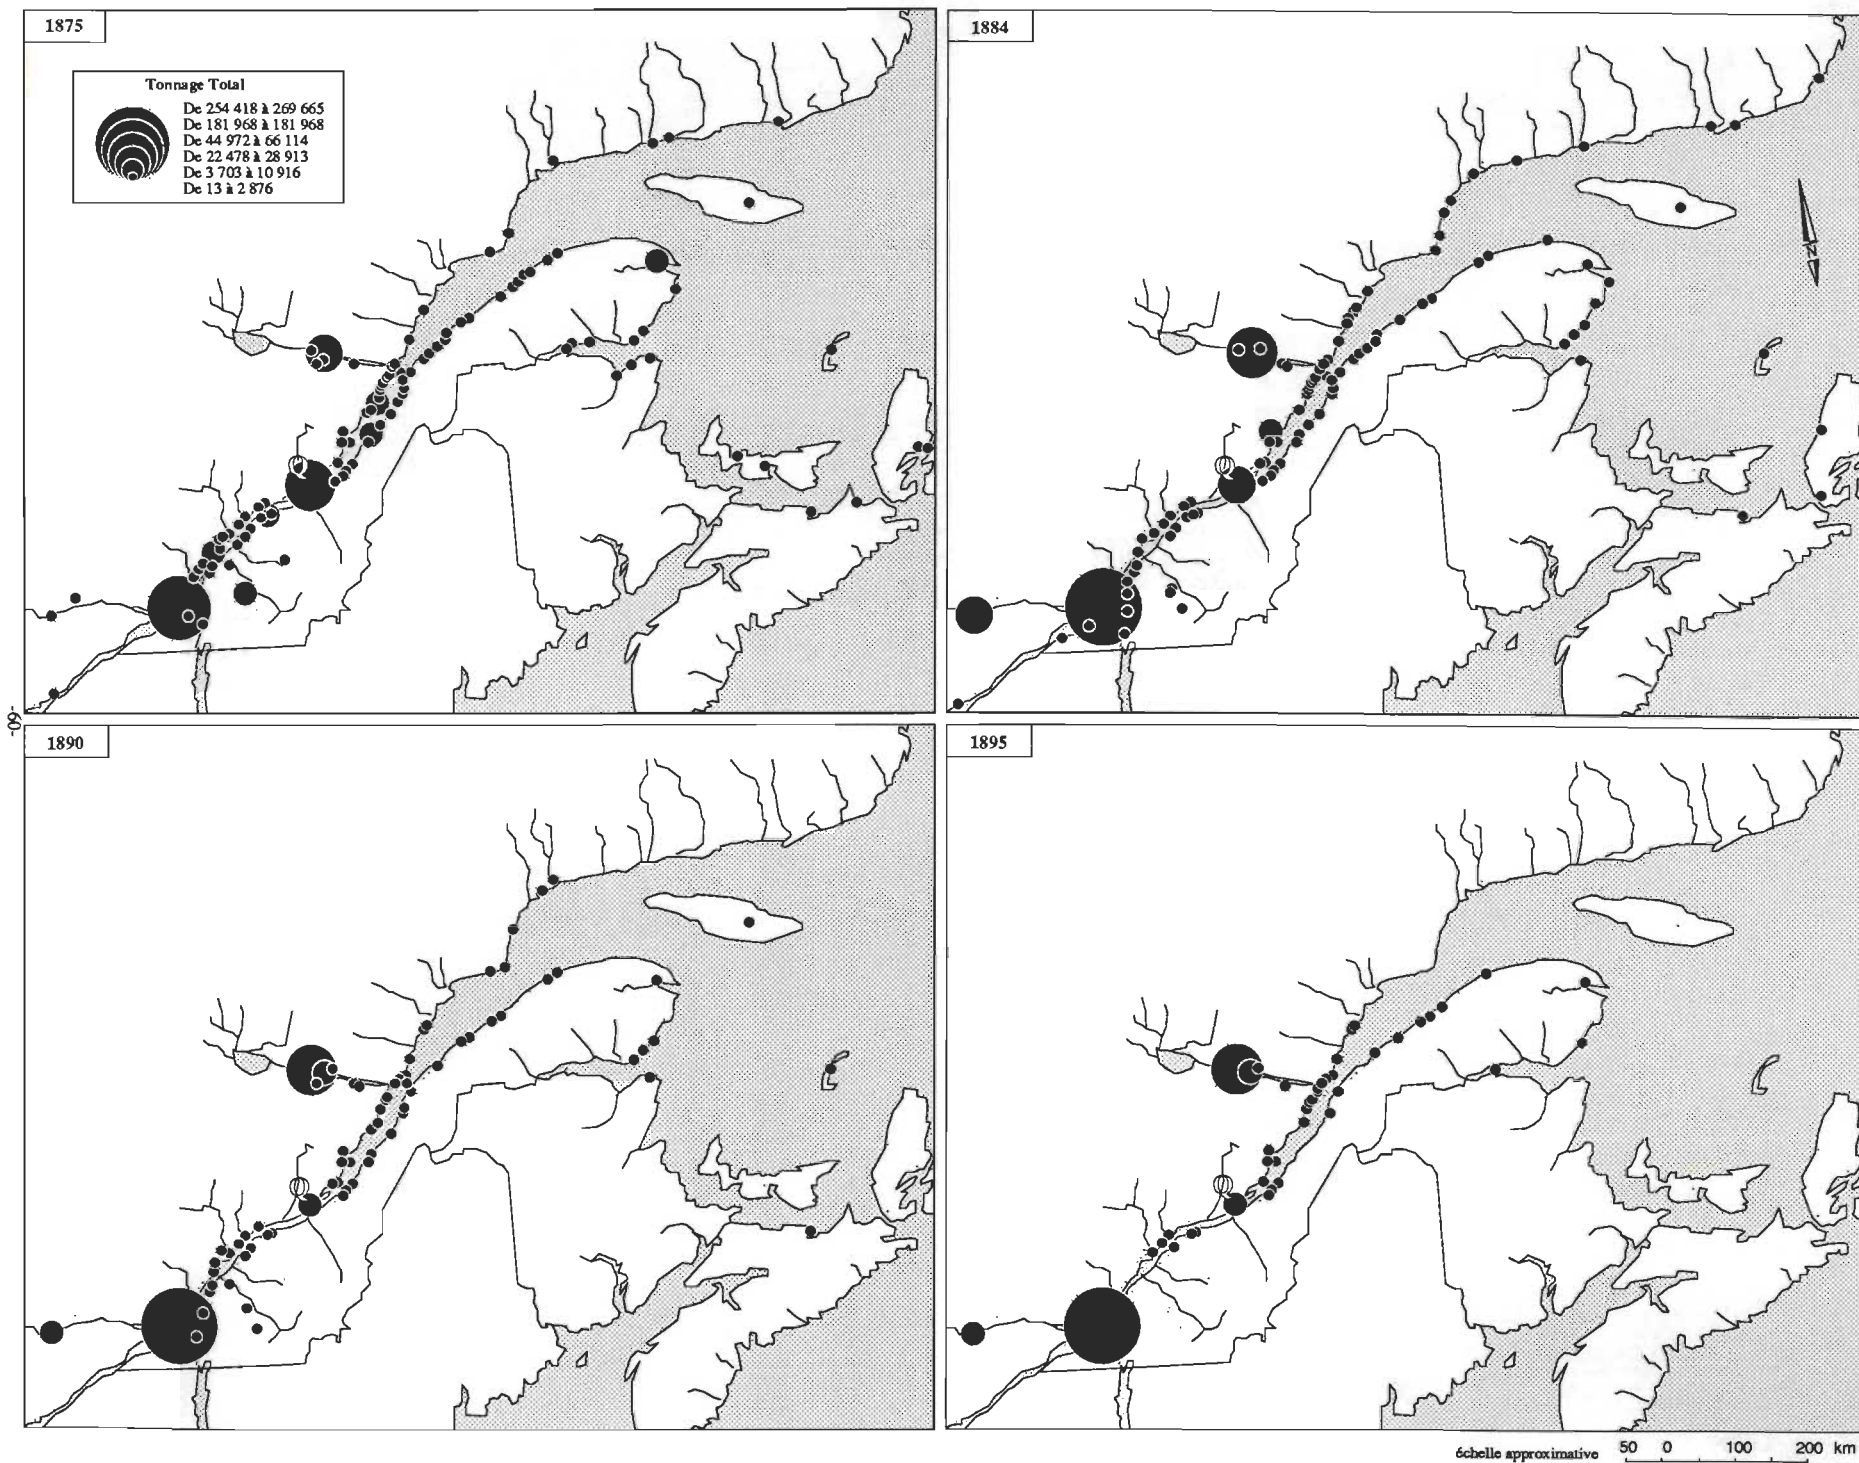 1875
Tonnage Total
De 254 418 à 269 665
De 181 968 à 181 968
De 44 972 à 66 114
De 22 478 à 28 913
De 3 703 à 10 916
De 13 à 2 876
1884
N
-60-
1890
1895
échelle approximative 50 0 100 200 km